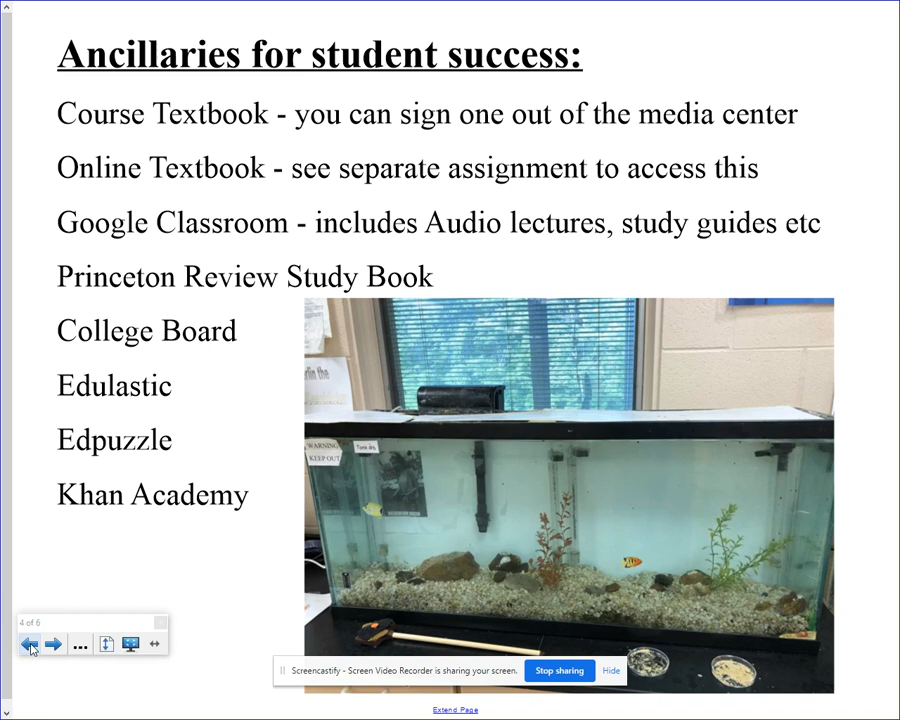 Ancillaries for student success:
Course Textbook - you can sign one out of the media center
Online Textbook - see separate assignment to access this
Google Classroom - includes Audio lectures, study guides etc
Princeton Review Study Book
College Board
Edulastic
Edpuzzle
Khan Academy
WARNING
KEEP OUT
4 of 6
Screencastify - Screen Video Recorder is sharing your screen.
Stop sharing
Hide
Extend Page